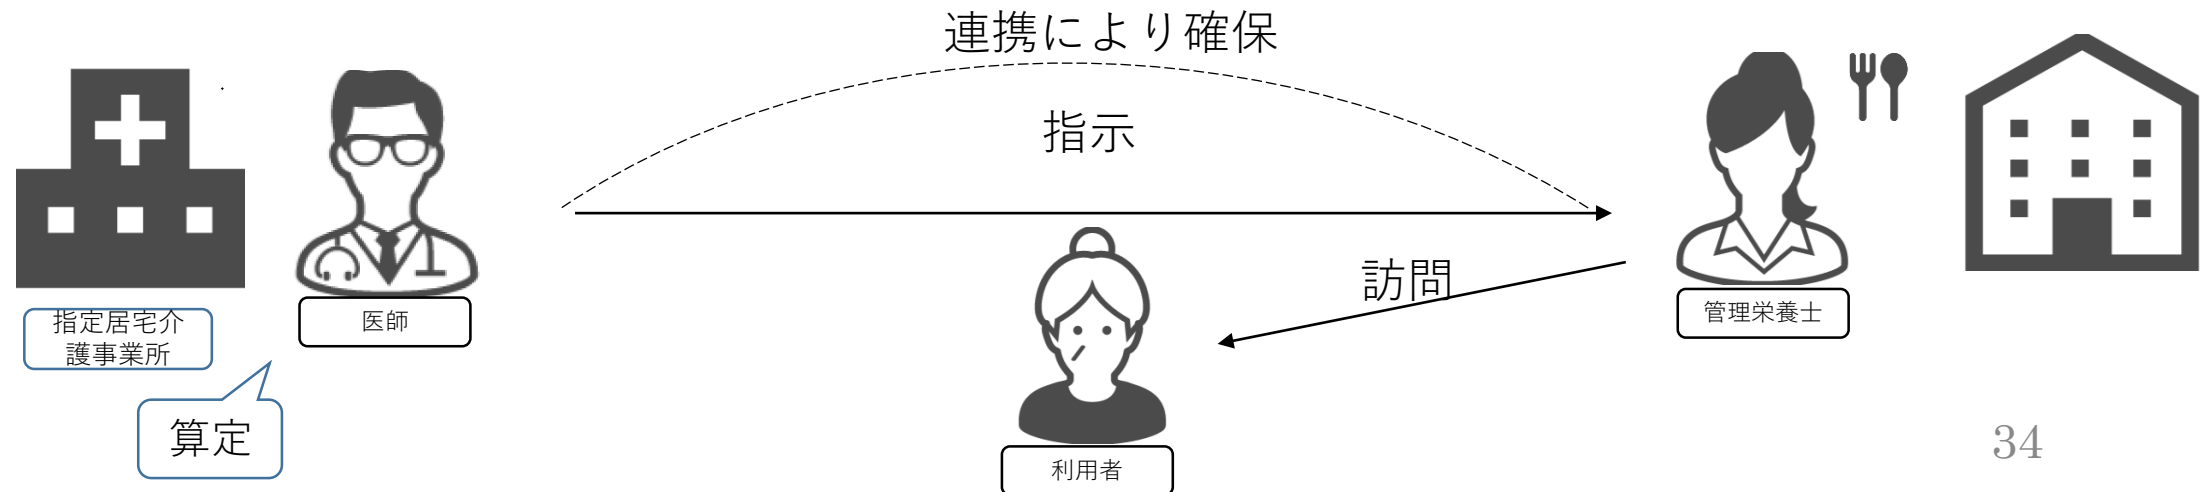 連携により確保
指示
訪問
指定居宅介
護事業所
医師
管理栄養士
算定
利用者
34